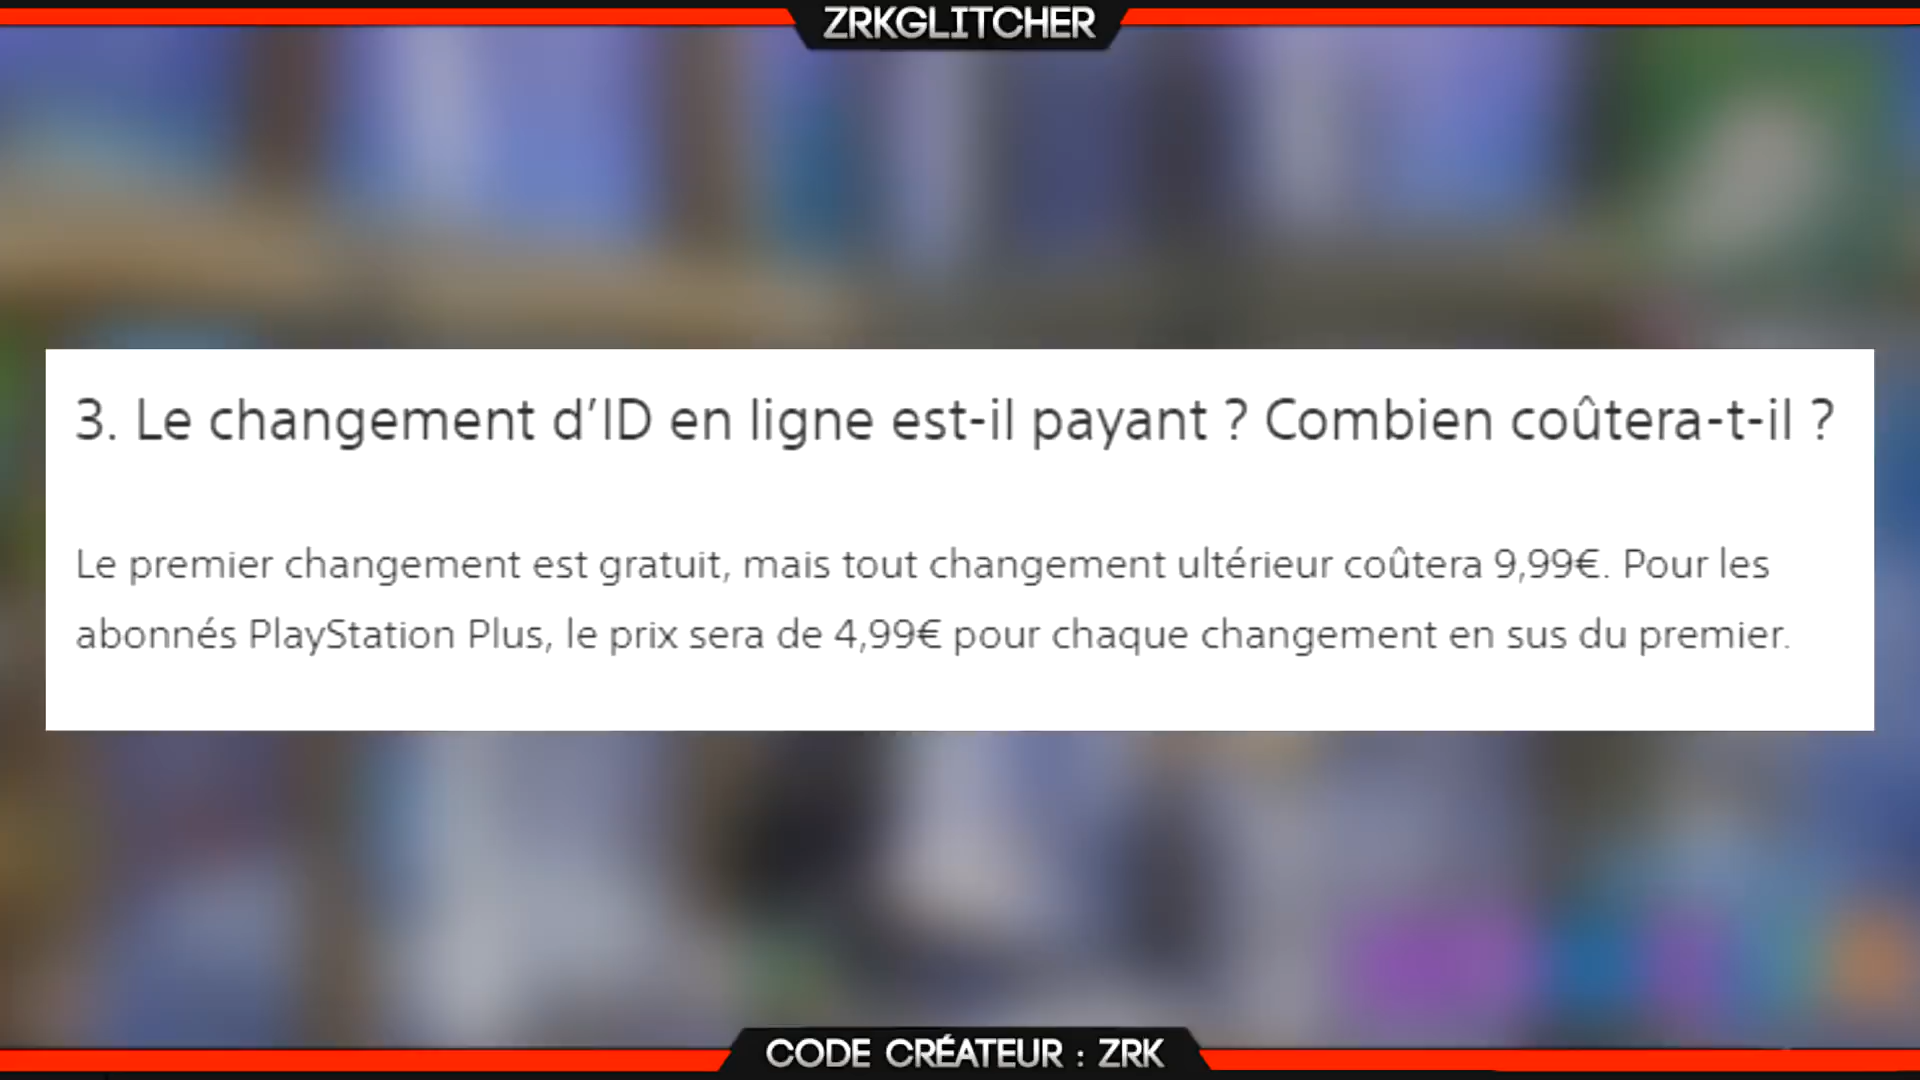 ZRKGLITCHER
3. Le changement d’ID en ligne est-il payant ? Combien coûtera-t-il ?
Le premier changement est gratuit, mais tout changement ultérieur coûtera 9,99€. Pour les
abonnés PlayStation Plus, le prix sera de 4,99€ pour chaque changement en sus du premier.
CODE CRÉATEUR : ZRK